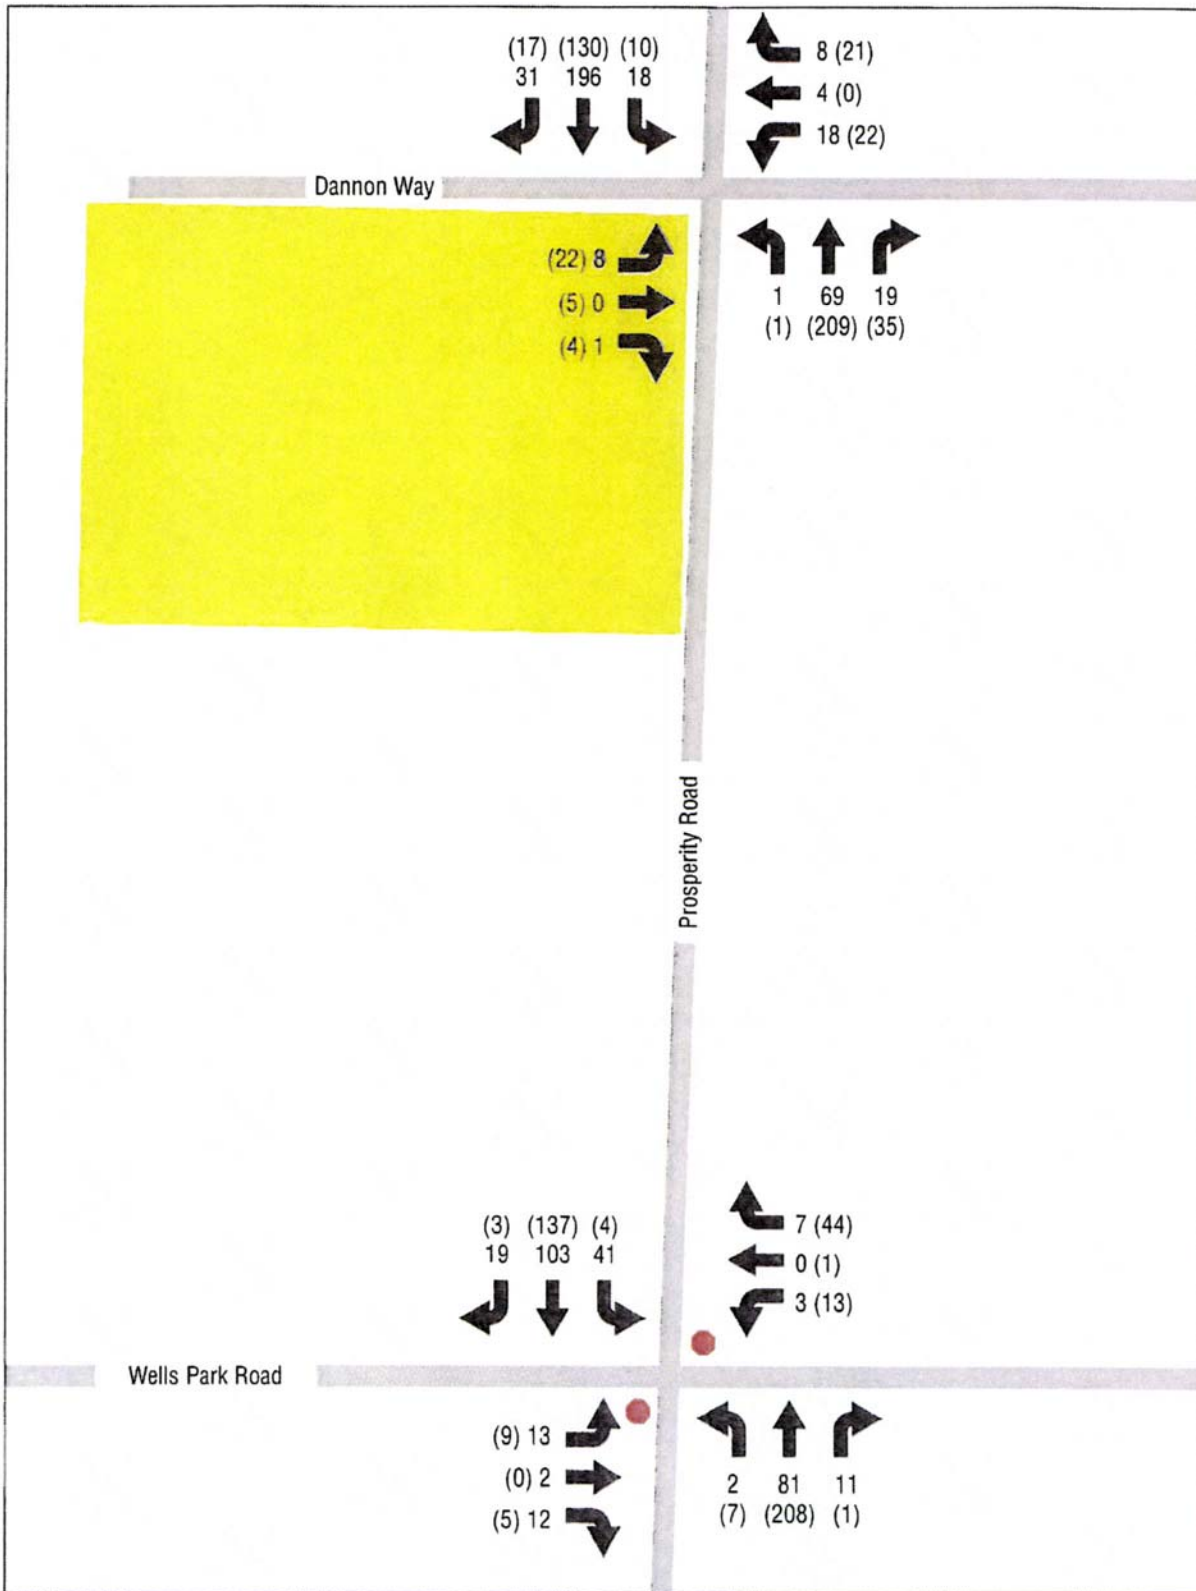 (17) (130) (10)
31 196 18
8 (21)
4 (0)
18 (22)
Dannon Way
(22) 8
(5) 0
(4) 1
1 69 19
(1) (209) (35)
Prosperity Road
(3) (137) (4)
19 103 41
7 (44)
0 (1)
3 (13)
Wells Park Road
(9) 13
(0) 2
(5) 12
2 81 11
(7) (208) (1)